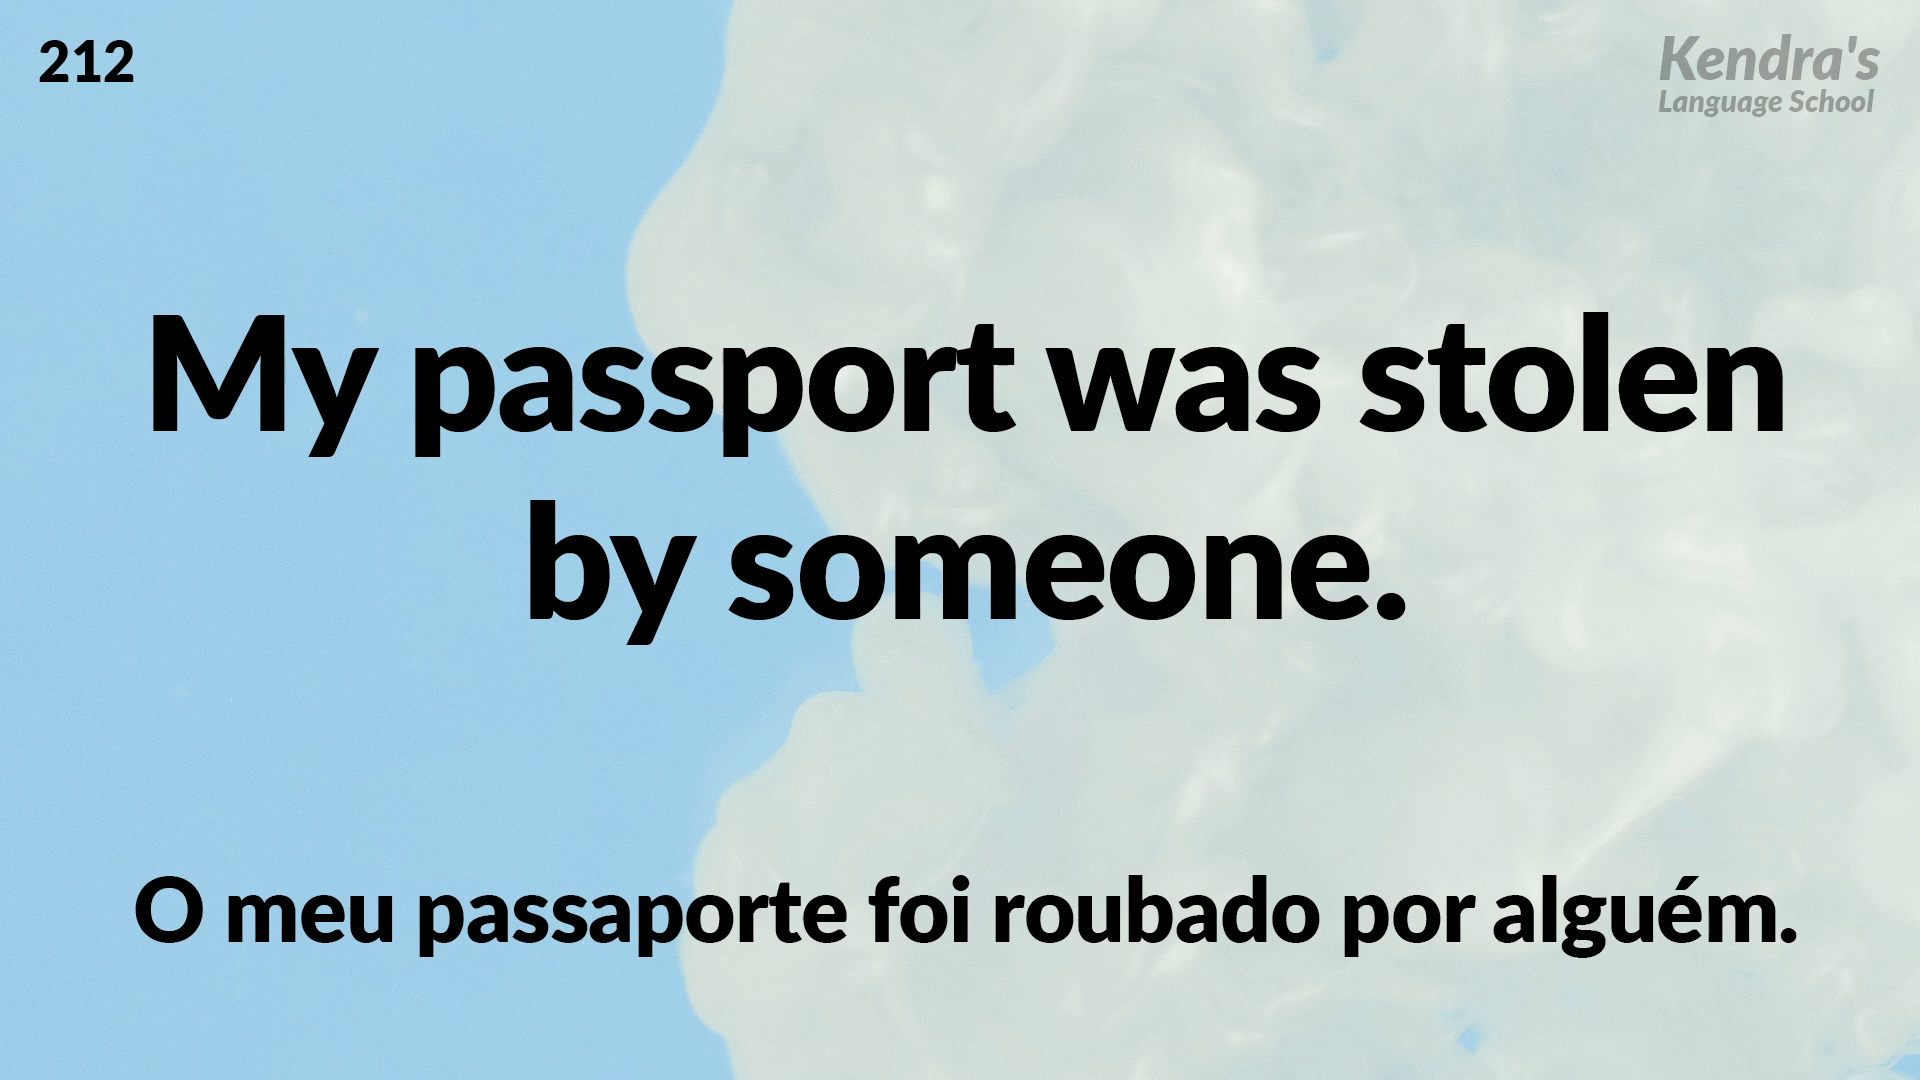 212
Kendra's
Language School
My passport was stolen
by someone.
O meu passaporte foi roubado por alguém.